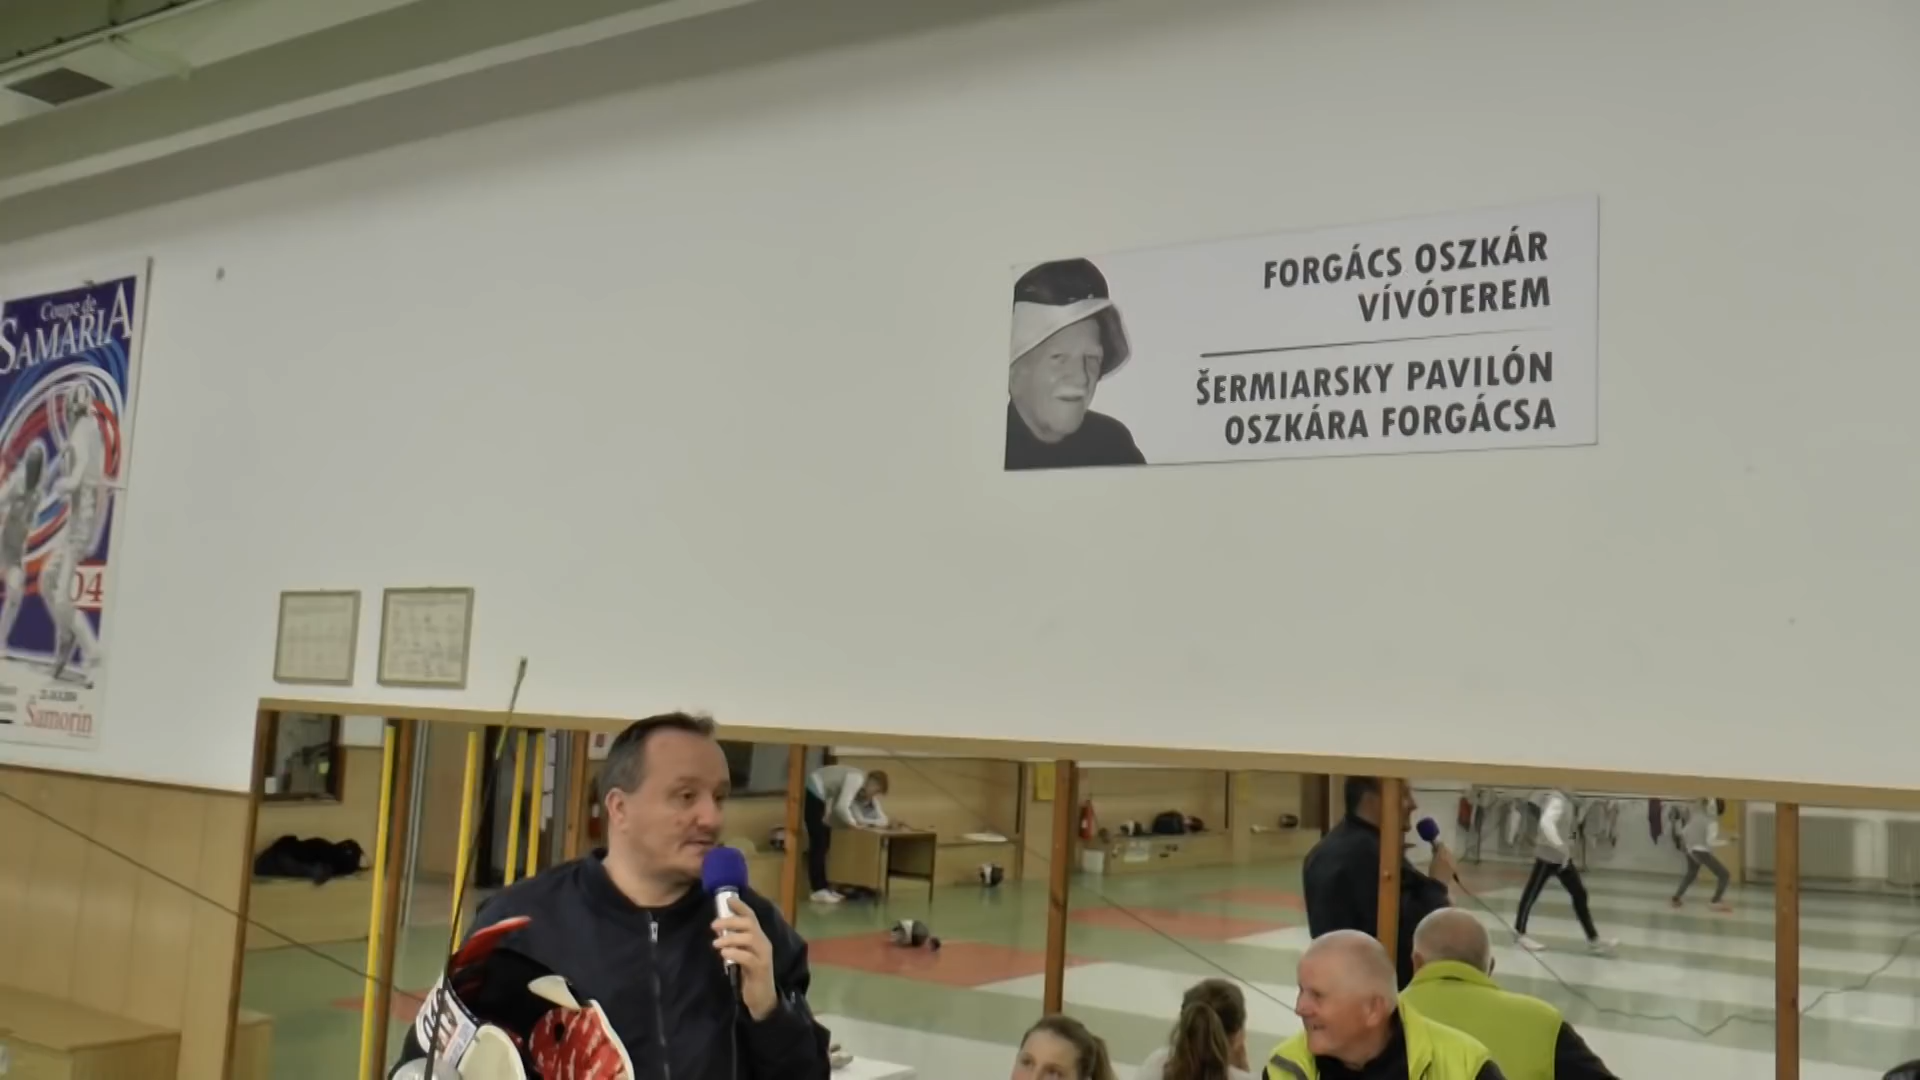 Coupe de
SAMARIA
04
Šamorín
FORGÁCS OSZKÁR
VÍVÓTEREM
ŠERMIARSKY PAVILÓN
OSZKÁRA FORGÁCSA